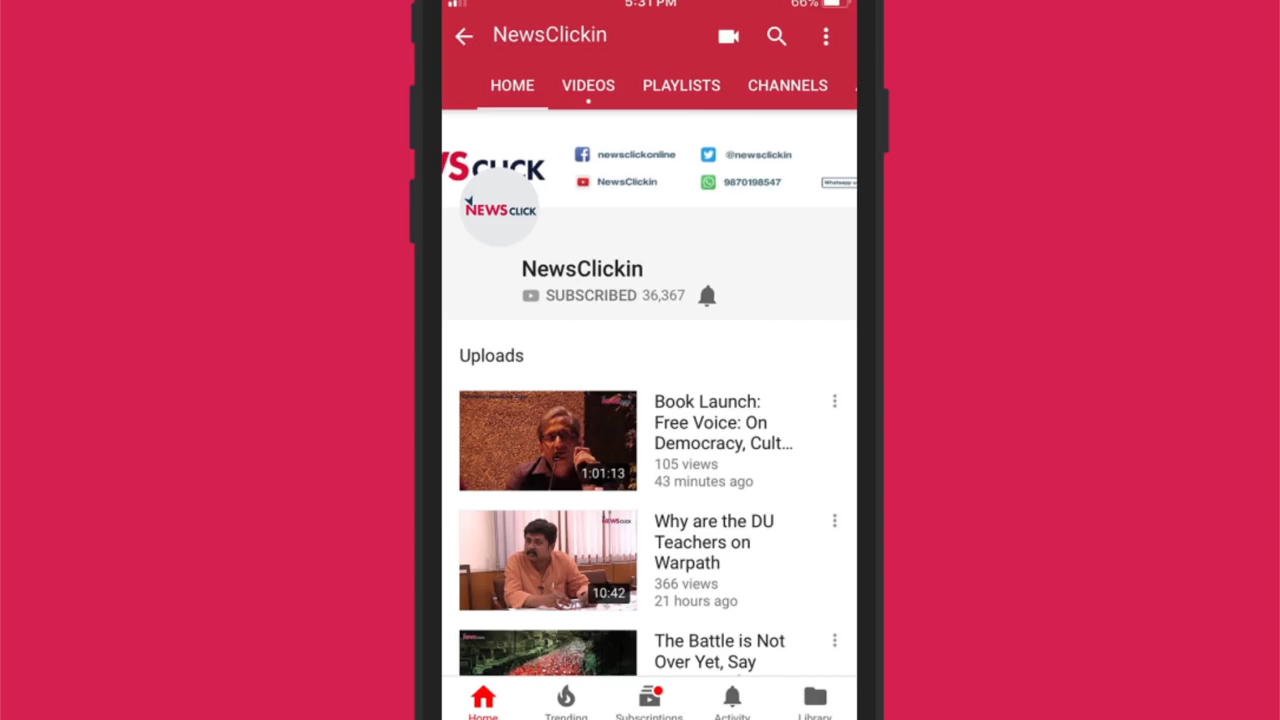 5:31 PM
66%
NewsClickin
HOME VIDEOS PLAYLISTS CHANNELS
WS CLICK
newsclickonline @newsclickin
NewsClickin 9870198547
NEWS CLICK
NewsClickin
SUBSCRIBED 36,367
Uploads
Book Launch:
Free Voice: On
Democracy, Cult...
105 views
43 minutes ago
1:01:13
NEWSCLICK
Why are the DU
Teachers on
Warpath
366 views
21 hours ago
10:42
The Battle is Not
Over Yet, Say
Home Trending Subscriptions Activity Library